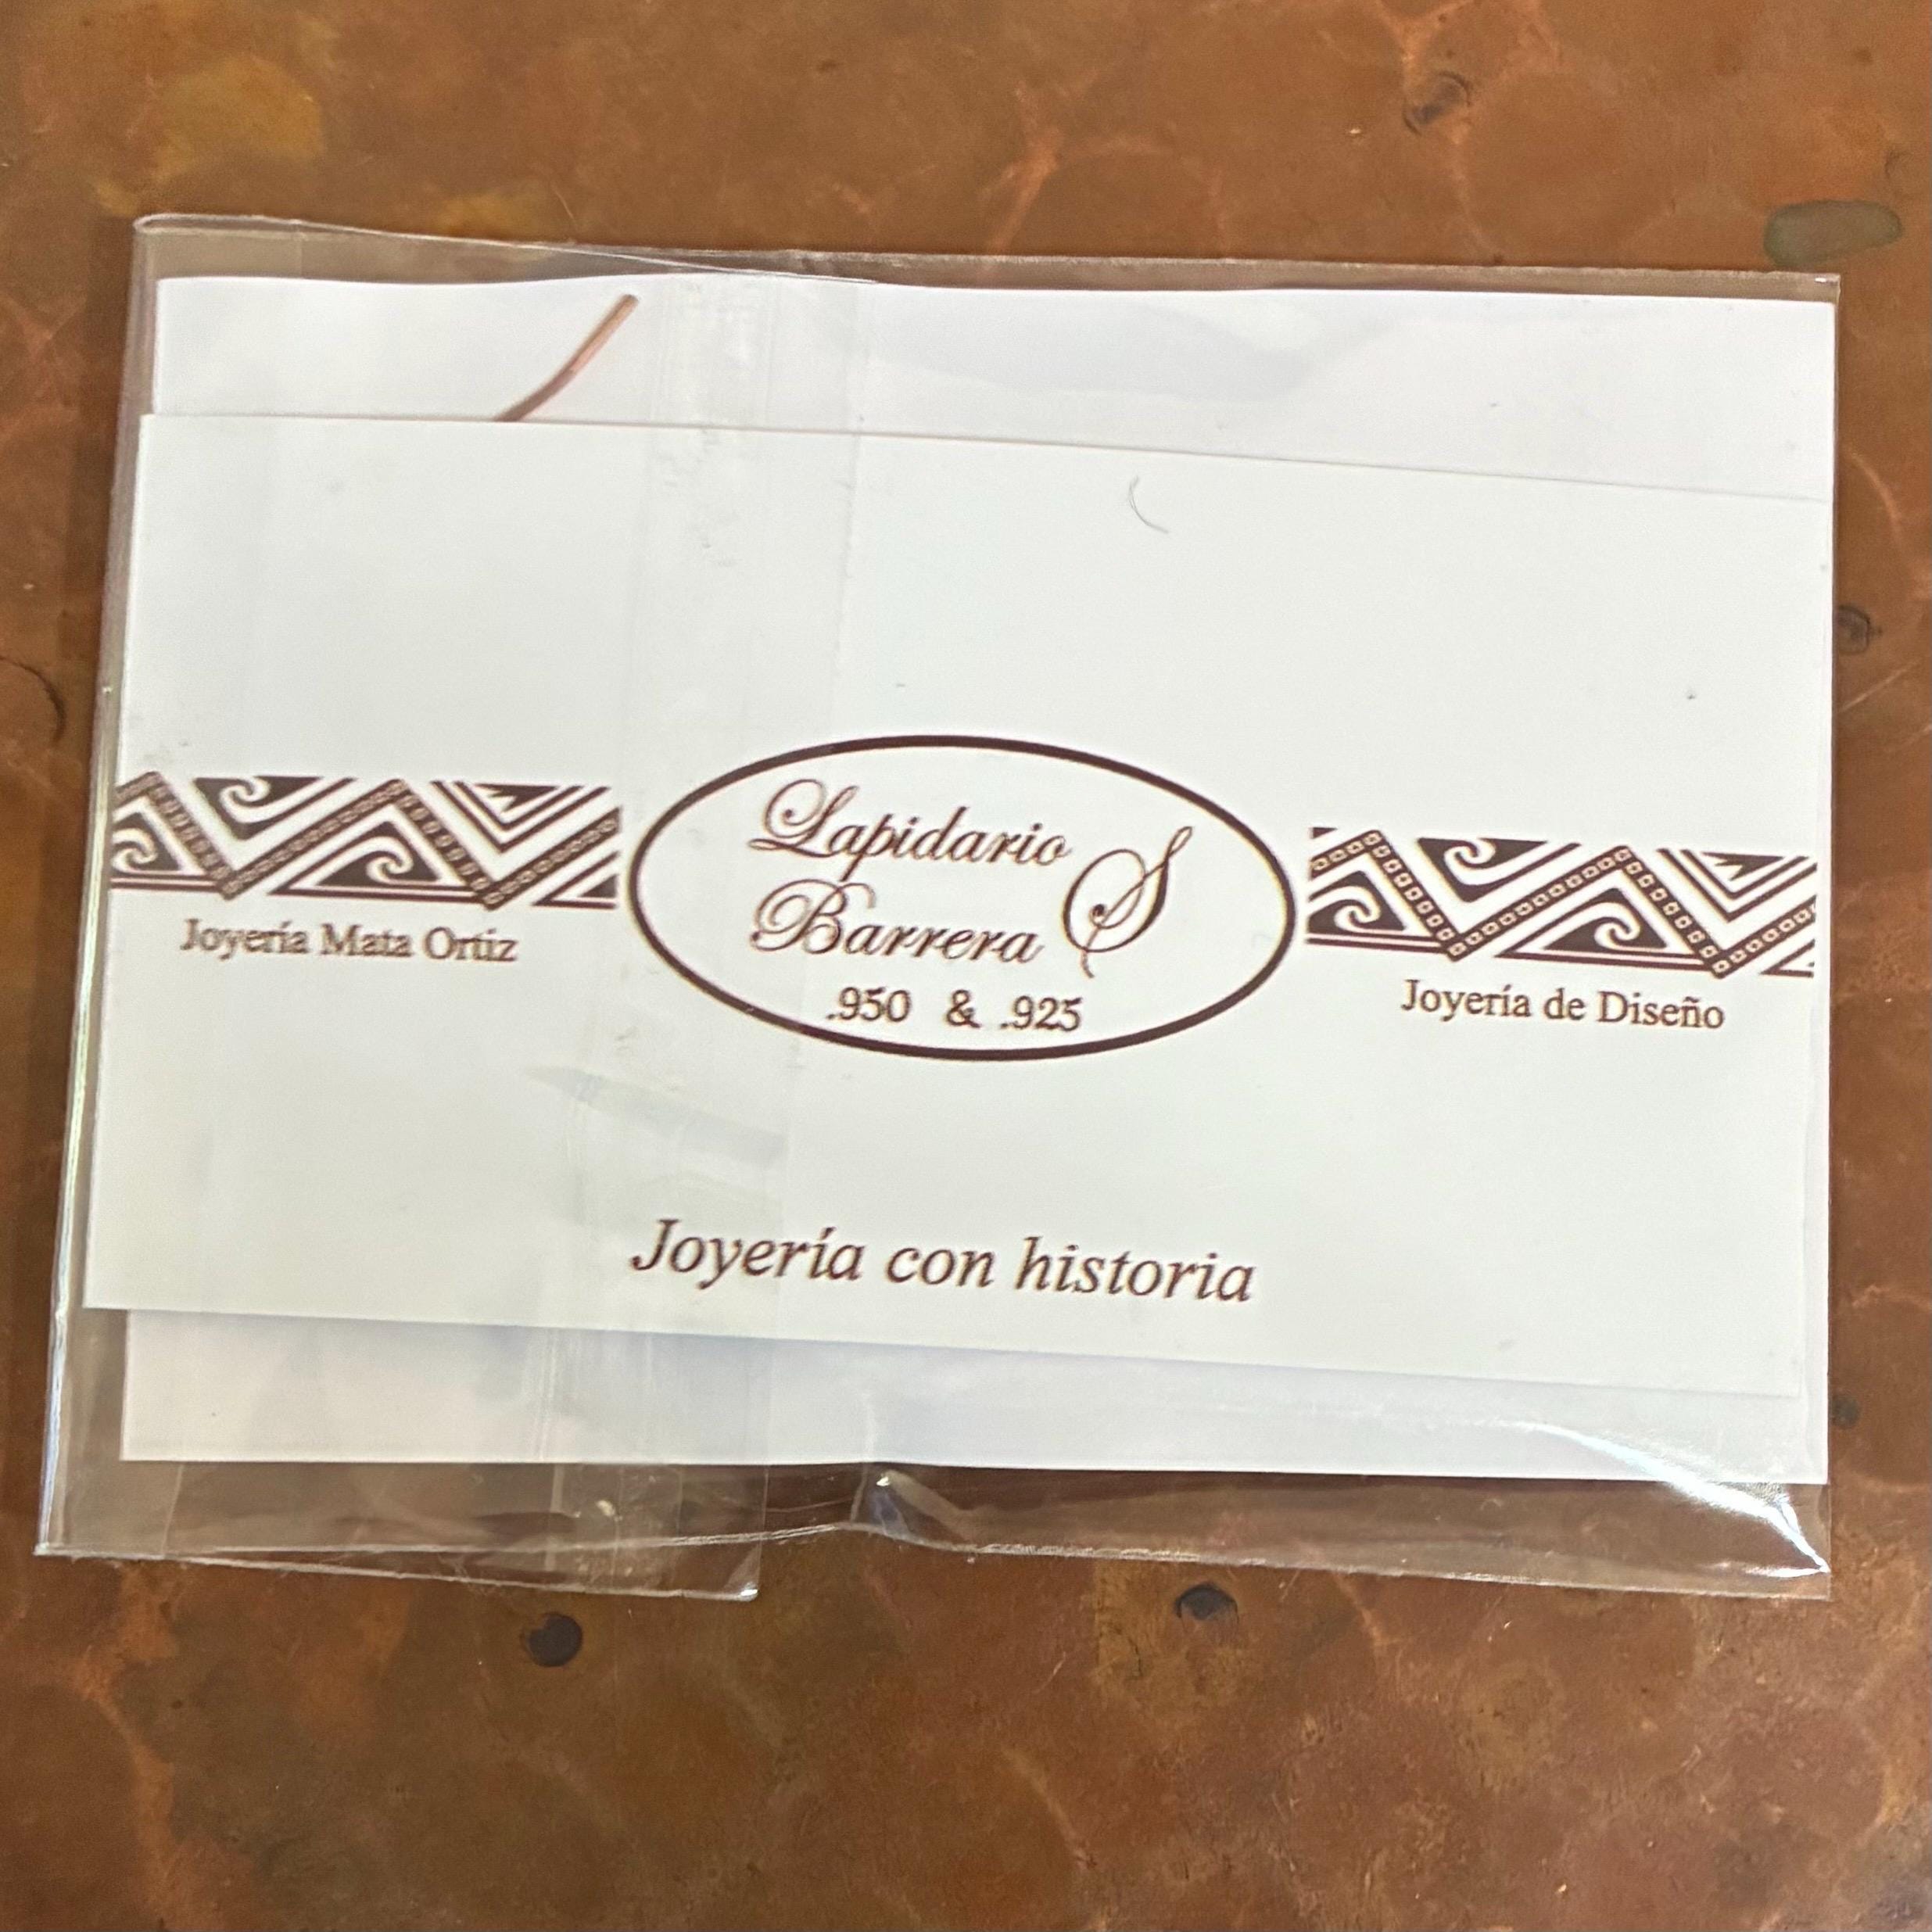 Lapidario
Barrera S
.950 & .925
Joyería Mata Ortiz
Joyería de Diseño
Joyería con historia